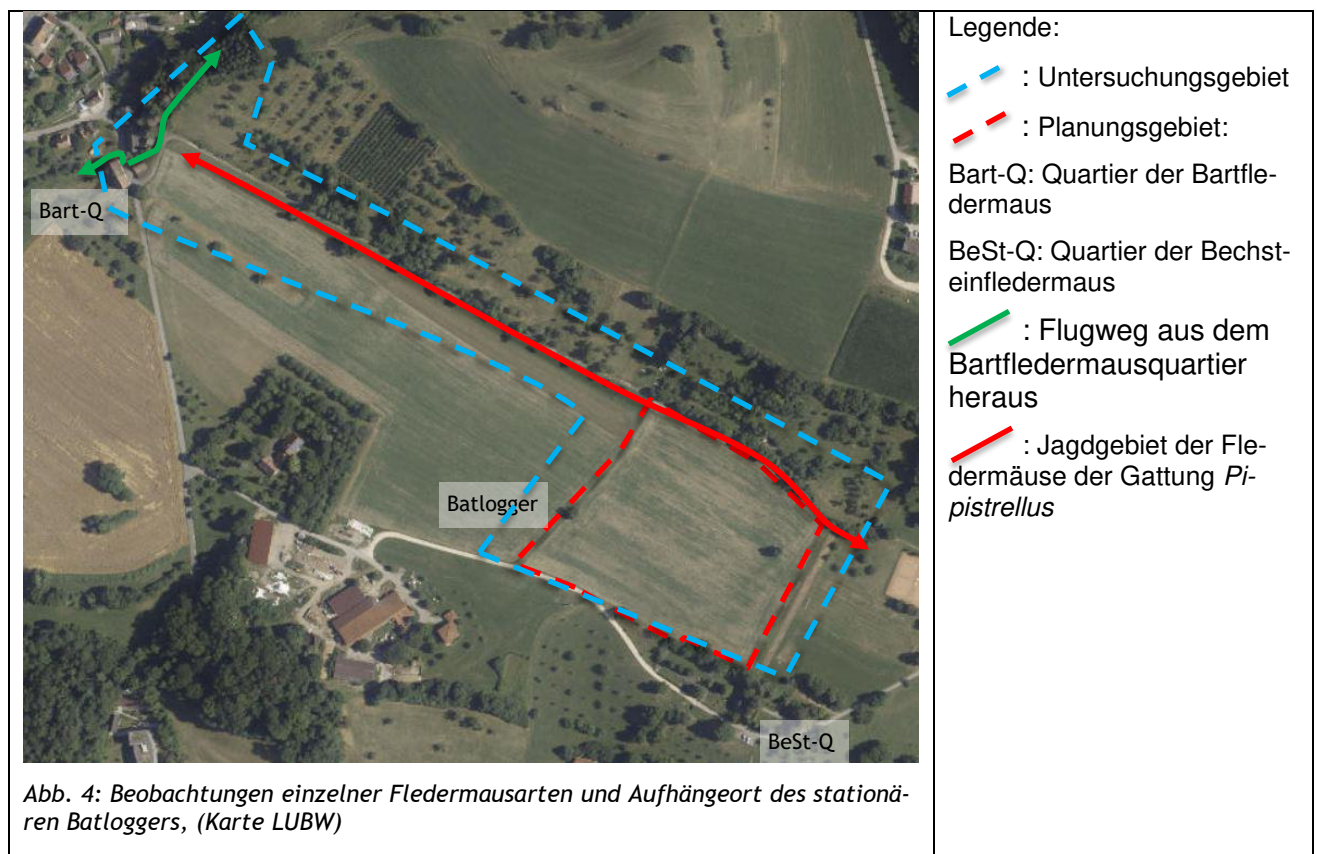 Bart-Q
Batlogger
BeSt-Q
Abb. 4: Beobachtungen einzelner Fledermausarten und Aufhängeort des stationä-
ren Batloggers, (Karte LUBW)
Legende:
: Untersuchungsgebiet
: Planungsgebiet:
Bart-Q: Quartier der Bartfle-
dermaus
BeSt-Q: Quartier der Bechst-
einfledermaus
: Flugweg aus dem
Bartfledermausquartier
heraus
: Jagdgebiet der Fle-
dermäuse der Gattung Pi-
pistrellus